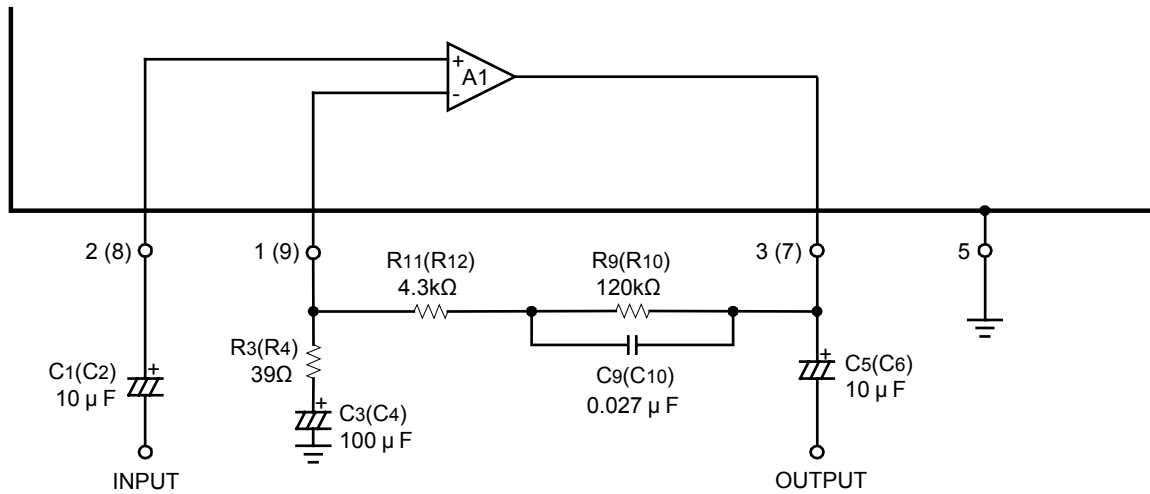 +
A1
-
2 (8)
1 (9)
R11(R12)
4.3kΩ
R9(R10)
120kΩ
3 (7)
5
R3(R4)
39Ω
C1(C2)
10 µ F
+
+
C3(C4)
100 µ F
C9(C10)
0.027 µ F
+
C5(C6)
10 µ F
INPUT
OUTPUT